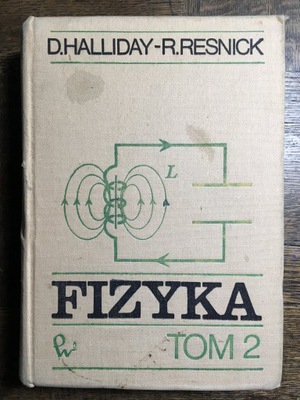 D.HALLIDAY-R.RESNICK
L
FIZYKA
TOM 2